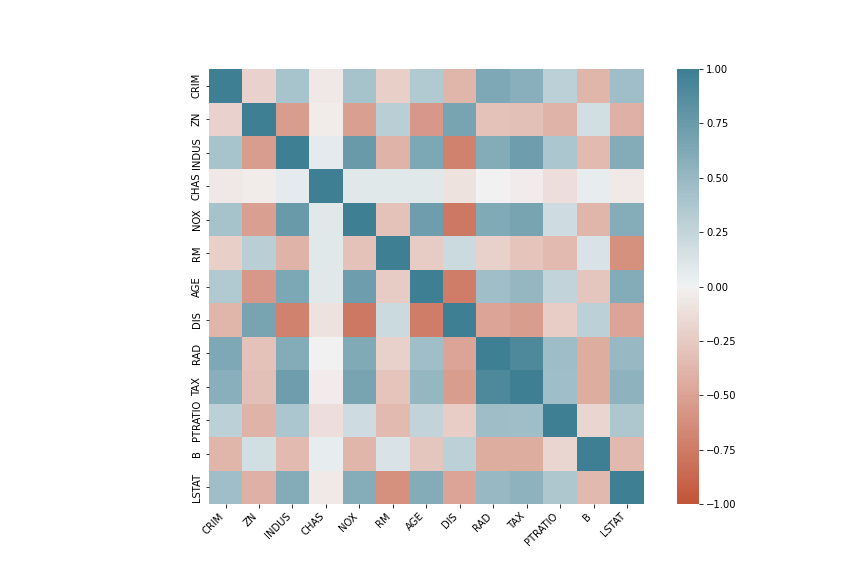 CRIM
ZN
INDUS
CHAS
NOX
RM
AGE
DIS
RAD
TAX
PTRATIO
B
LSTAT
CRIM
ZN
INDUS
CHAS
NOX
RM
AGE
DIS
RAD
TAX
PTRATIO
B
LSTAT
1.00
0.75
0.50
0.25
0.00
−0.25
−0.50
−0.75
−1.00